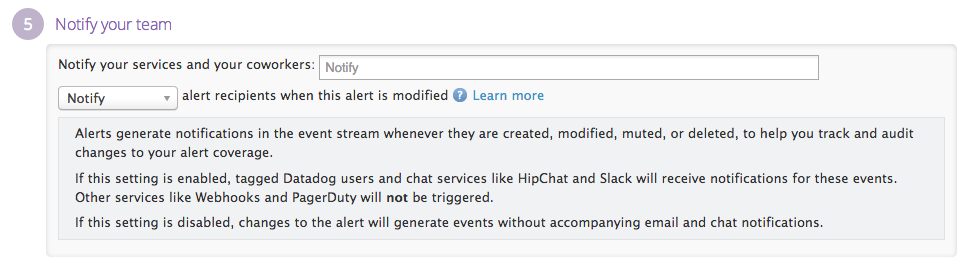 5 Notify your team
Notify your services and your coworkers: Notify
Notify alert recipients when this alert is modified ? Learn more
Alerts generate notifications in the event stream whenever they are created, modified, muted, or deleted, to help you track and audit
changes to your alert coverage.
If this setting is enabled, tagged Datadog users and chat services like HipChat and Slack will receive notifications for these events.
Other services like Webhooks and PagerDuty will not be triggered.
If this setting is disabled, changes to the alert will generate events without accompanying email and chat notifications.